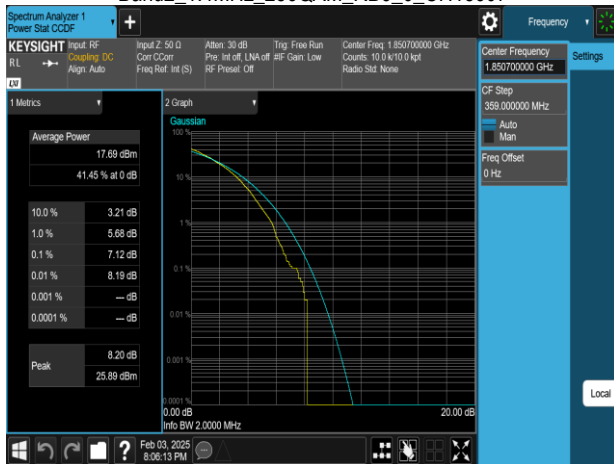 Spectrum Analyzer 1
Power Stat CCDF
Frequency
KEYSIGHT
RL
LXI
Input: RF
Coupling: DC
Align: Auto
Input Z: 50 Ω
Corr CCorr
Freq Ref: Int (S)
Atten: 30 dB
Pre: Int off, LNA off
RF Preset: Off
Trig: Free Run
#IF Gain: Low
Center Freq: 1.850700000 GHz
Counts: 10.0 k/10.0 kpt
Radio Std: None
Center Frequency
1.850700000 GHz
Settings
CF Step
359.000000 MHz
Auto
Man
Freq Offset
0 Hz
Local
1 Metrics
Average Power
17.69 dBm
41.45 % at 0 dB
10.0 % 3.21 dB
1.0 % 5.68 dB
0.1 % 7.12 dB
0.01 % 8.19 dB
0.001 % --- dB
0.0001 % --- dB
Peak
8.20 dB
25.89 dBm
2 Graph
Gaussian
100 %
10 %
1 %
0.1 %
0.01 %
0.001 %
0.0001 %
0.00 dB 20.00 dB
Info BW 2.0000 MHz
?
Feb 03, 2025
8:06:13 PM